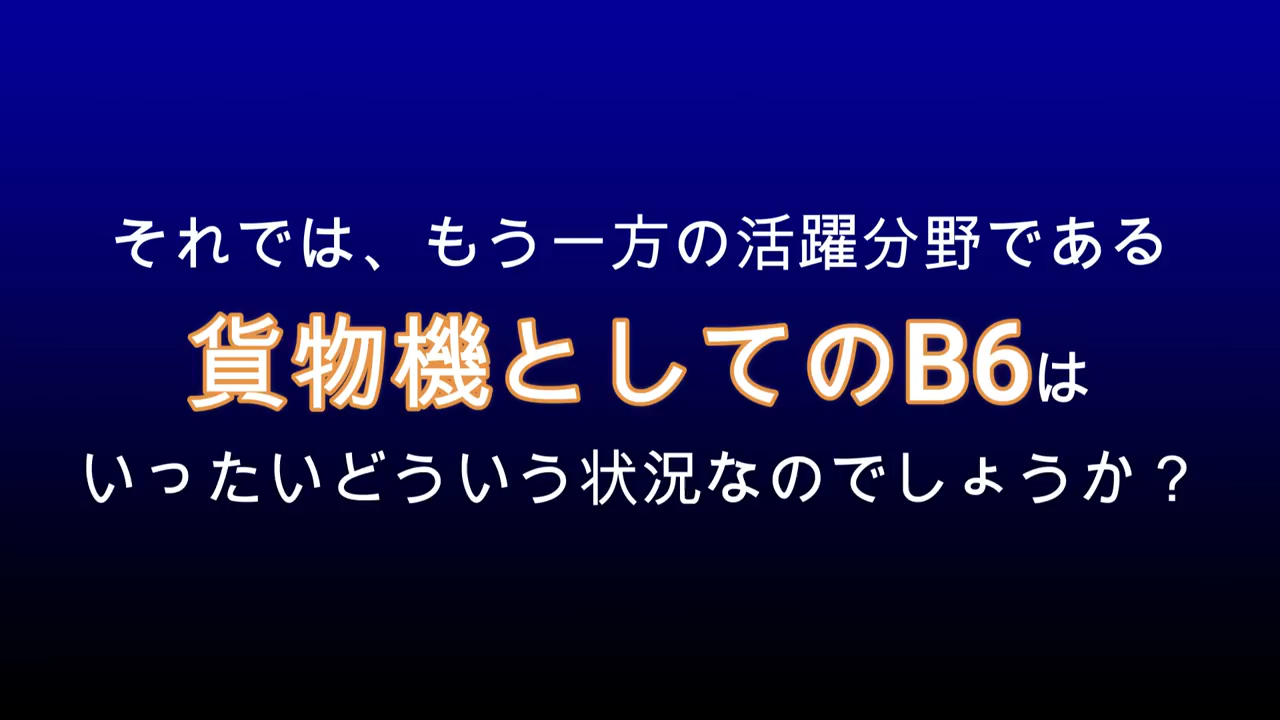 それでは、もう一方の活躍分野である
貨物機としてのB6は
いったいどういう状況なのでしょうか？